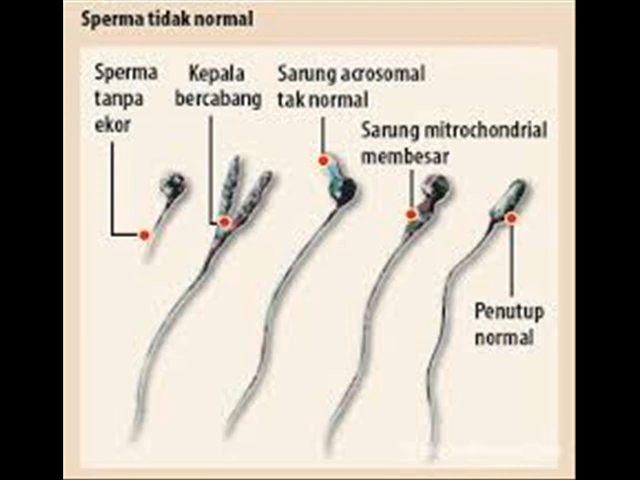 Sperma tidak normal
Sperma
tanpa
ekor
Kepala
bercabang
Sarung acrosomal
tak normal
Sarung mitrochondrial
membesar
Penutup
normal